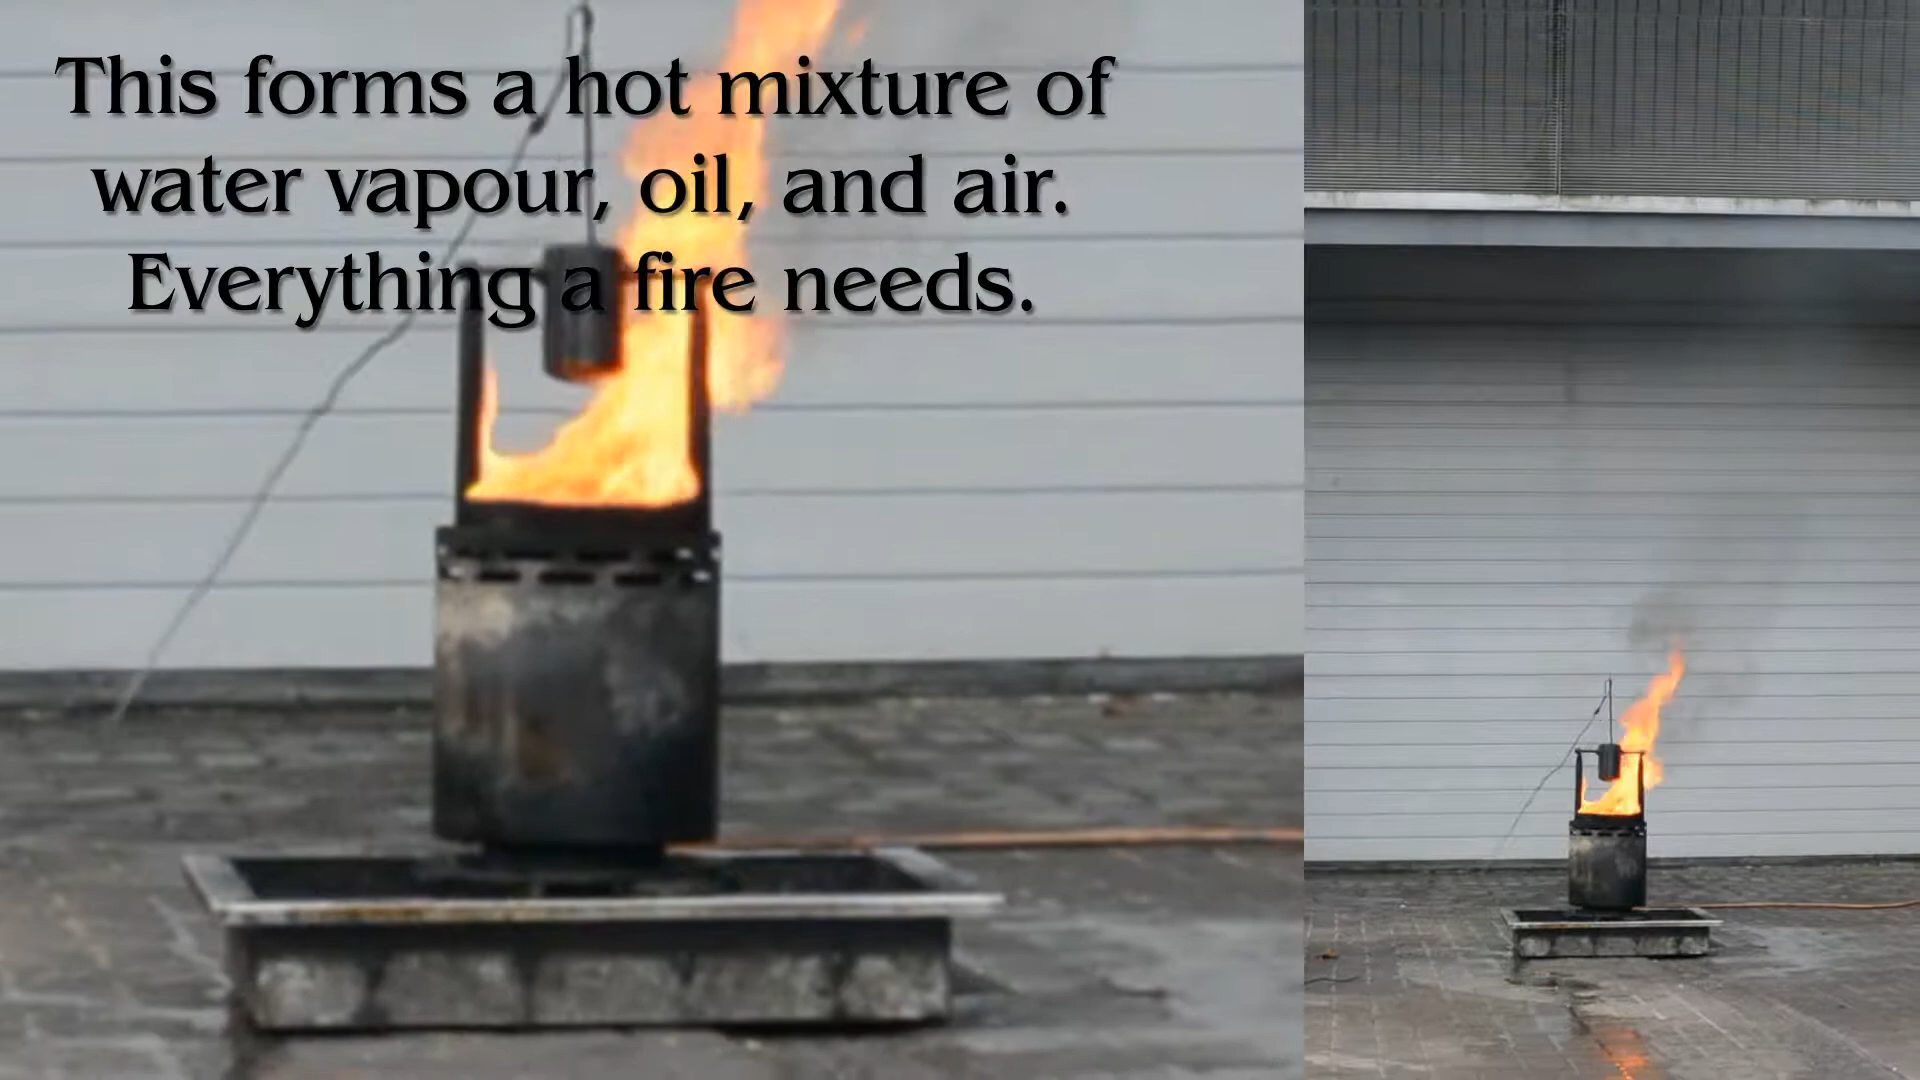 This forms a hot mixture of
water vapour, oil, and air.
Everything a fire needs.